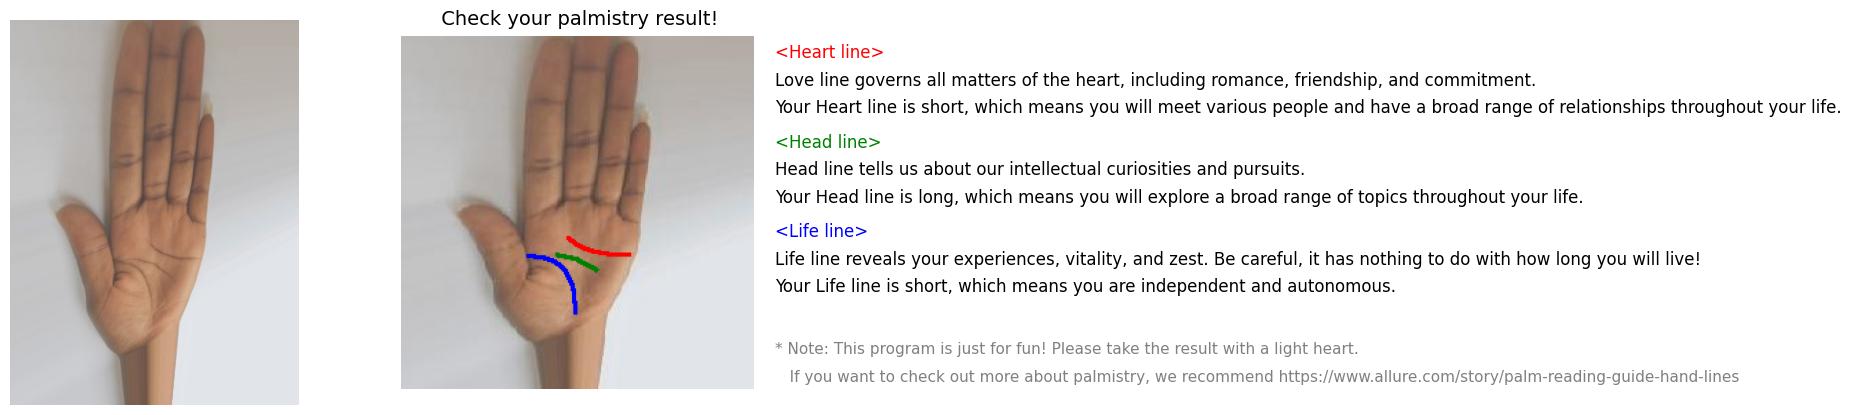 Check your palmistry result!
<Heart line>
Love line governs all matters of the heart, including romance, friendship, and commitment.
Your Heart line is short, which means you will meet various people and have a broad range of relationships throughout your life.
<Head line>
Head line tells us about our intellectual curiosities and pursuits.
Your Head line is long, which means you will explore a broad range of topics throughout your life.
<Life line>
Life line reveals your experiences, vitality, and zest. Be careful, it has nothing to do with how long you will live!
Your Life line is short, which means you are independent and autonomous.
* Note: This program is just for fun! Please take the result with a light heart.
If you want to check out more about palmistry, we recommend https://www.allure.com/story/palm-reading-guide-hand-lines